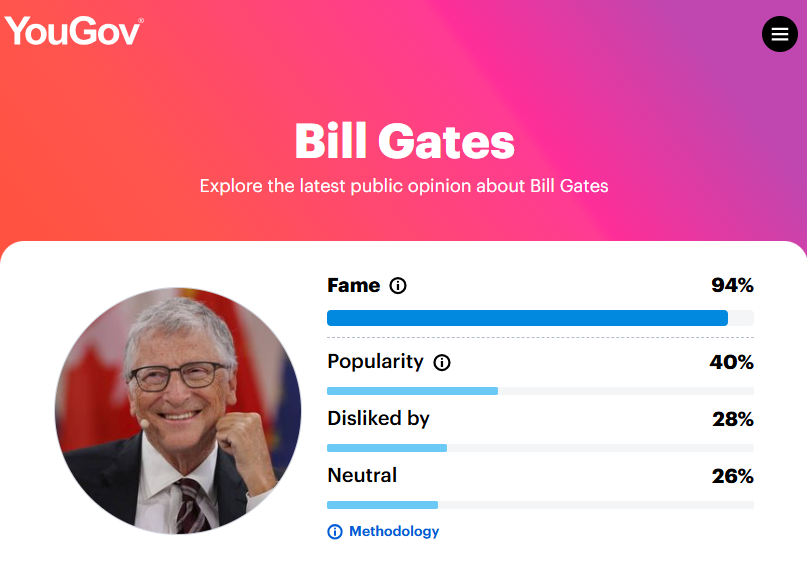 YouGov®
Bill Gates
Explore the latest public opinion about Bill Gates
Fame 94%
Popularity 40%
Disliked by 28%
Neutral 26%
Methodology